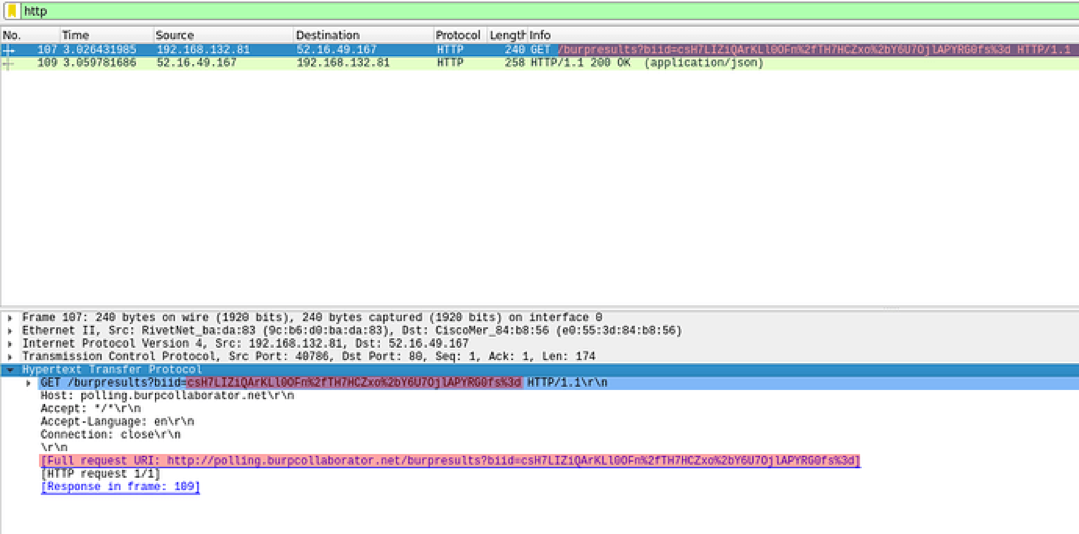 http
No. Time Source Destination Protocol Length Info
107 3.026431985 192.168.132.81 52.16.49.167 HTTP 240 GET /burpresults?biid=csH7LIZiQArKLl0OFn%2fTH7HCZxo%2bY6U7OjlAPYRG0fs%3d HTTP/1.1
109 3.059781686 52.16.49.167 192.168.132.81 HTTP 258 HTTP/1.1 200 OK (application/json)
Frame 107: 240 bytes on wire (1920 bits), 240 bytes captured (1920 bits) on interface 0
Ethernet II, Src: RivetNet_ba:da:83 (9c:b6:d0:ba:da:83), Dst: CiscoMer_84:b8:56 (e0:55:3d:84:b8:56)
Internet Protocol Version 4, Src: 192.168.132.81, Dst: 52.16.49.167
Transmission Control Protocol, Src Port: 40786, Dst Port: 80, Seq: 1, Ack: 1, Len: 174
Hypertext Transfer Protocol
GET /burpresults?biid=csH7LIZiQArKLl0OFn%2fTH7HCZxo%2bY6U7OjlAPYRG0fs%3d HTTP/1.1\r\n
Host: polling.burpcollaborator.net\r\n
Accept: */*\r\n
Accept-Language: en\r\n
Connection: close\r\n
\r\n
[Full request URI: http://polling.burpcollaborator.net/burpresults?biid=csH7LIZiQArKLl0OFn%2fTH7HCZxo%2bY6U7OjlAPYRG0fs%3d]
[HTTP request 1/1]
[Response in frame: 109]